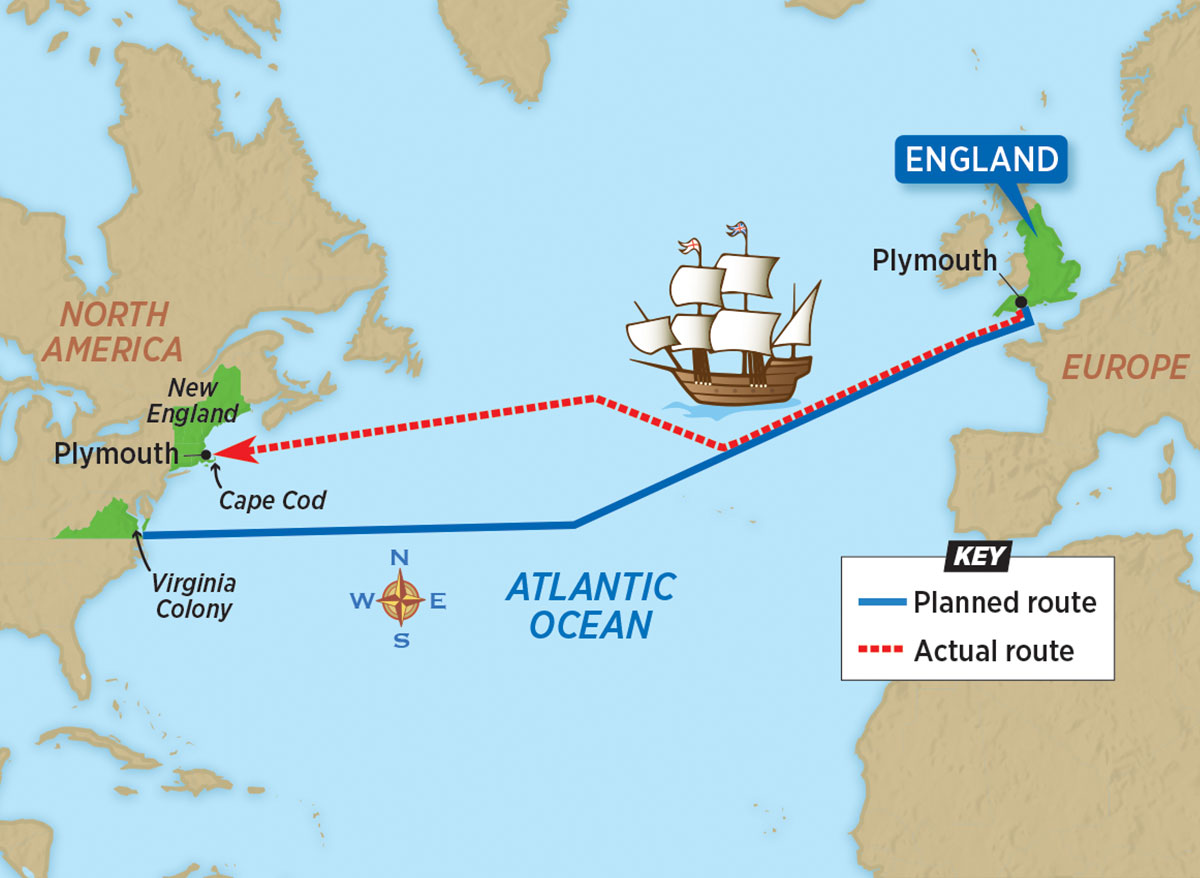 ENGLAND
Plymouth
NORTH
AMERICA
EUROPE
New
England
Plymouth
Cape Cod
Virginia
Colony
N
W E
S
ATLANTIC
OCEAN
KEY
Planned route
Actual route